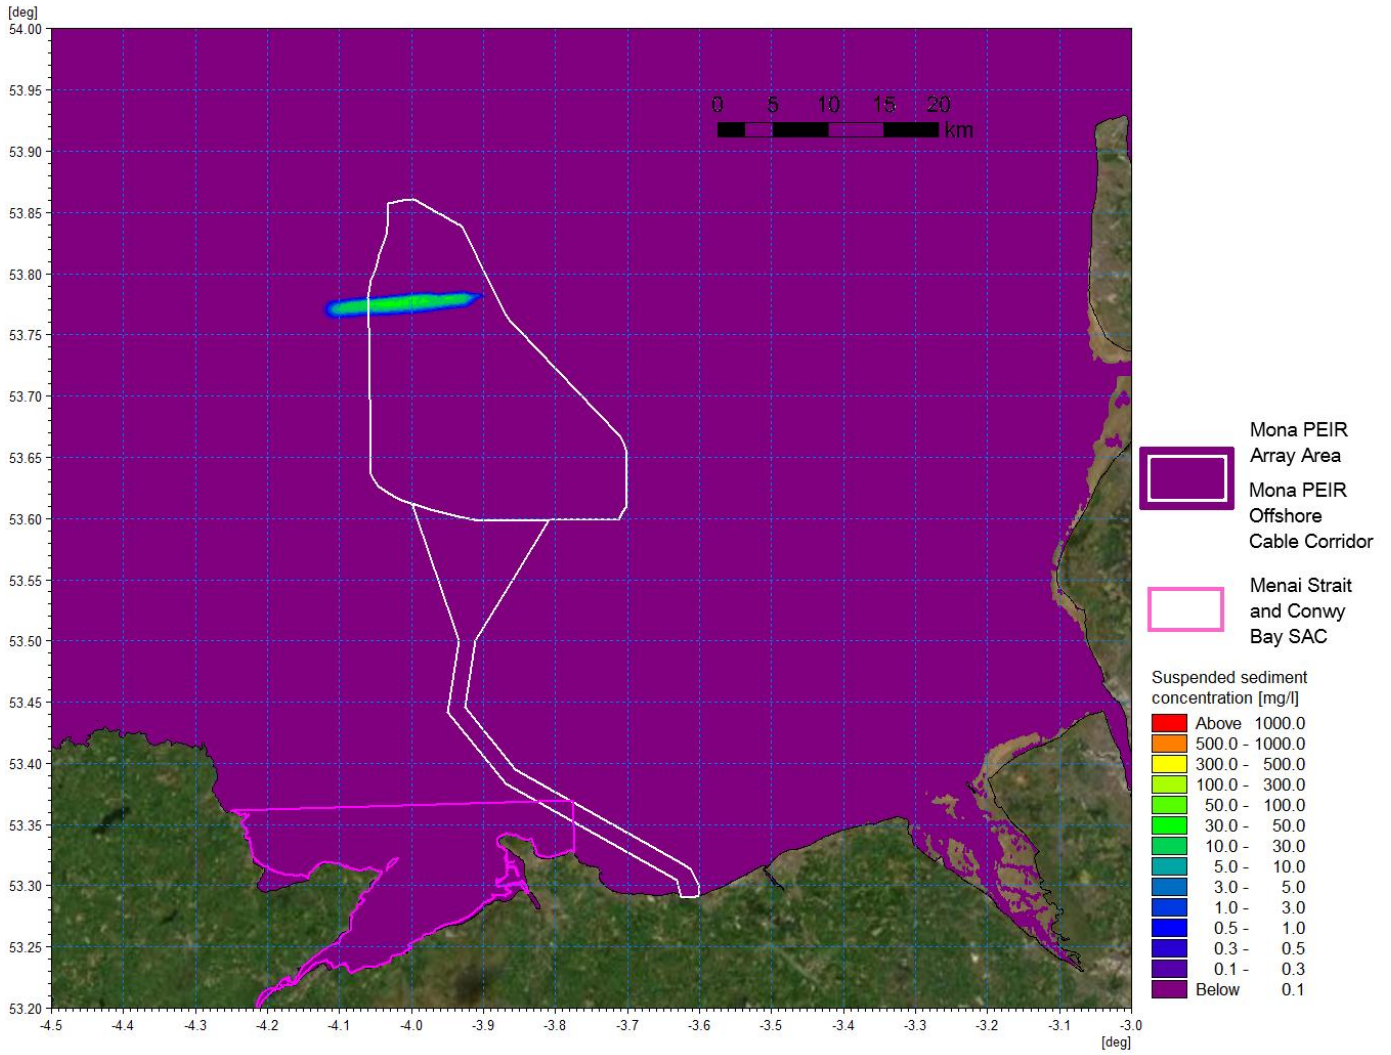 [deg]
54.00
53.95
53.90
53.85
53.80
53.75
53.70
53.65
53.60
53.55
53.50
53.45
53.40
53.35
53.30
53.25
53.20
0 5 10 15 20
km
-4.5 -4.4 -4.3 -4.2 -4.1 -4.0 -3.9 -3.8 -3.7 -3.6 -3.5 -3.4 -3.3 -3.2 -3.1 -3.0
[deg]
Mona PEIR
Array Area
Mona PEIR
Offshore
Cable Corridor
Menai Strait
and Conwy
Bay SAC
Suspended sediment
concentration [mg/l]
Above 1000.0
500.0 - 1000.0
300.0 - 500.0
100.0 - 300.0
50.0 - 100.0
30.0 - 50.0
10.0 - 30.0
5.0 - 10.0
3.0 - 5.0
1.0 - 3.0
0.5 - 1.0
0.3 - 0.5
0.1 - 0.3
Below 0.1